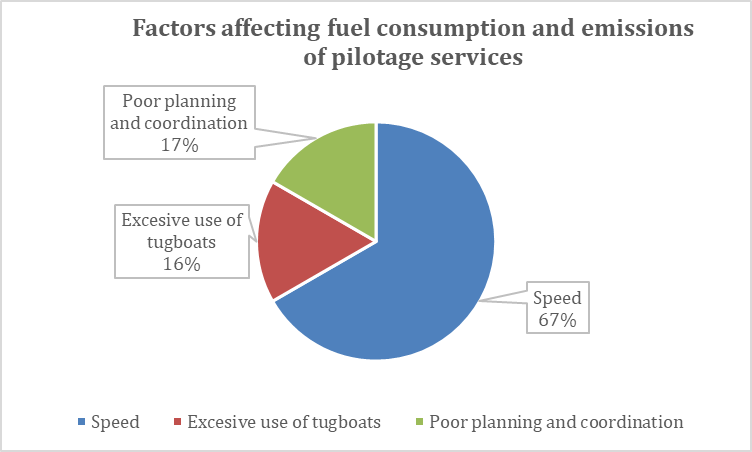 Factors affecting fuel consumption and emissions
of pilotage services
Poor planning
and coordination
17%
Excesive use of
tugboats
16%
Speed
67%
Speed
Excesive use of tugboats
Poor planning and coordination